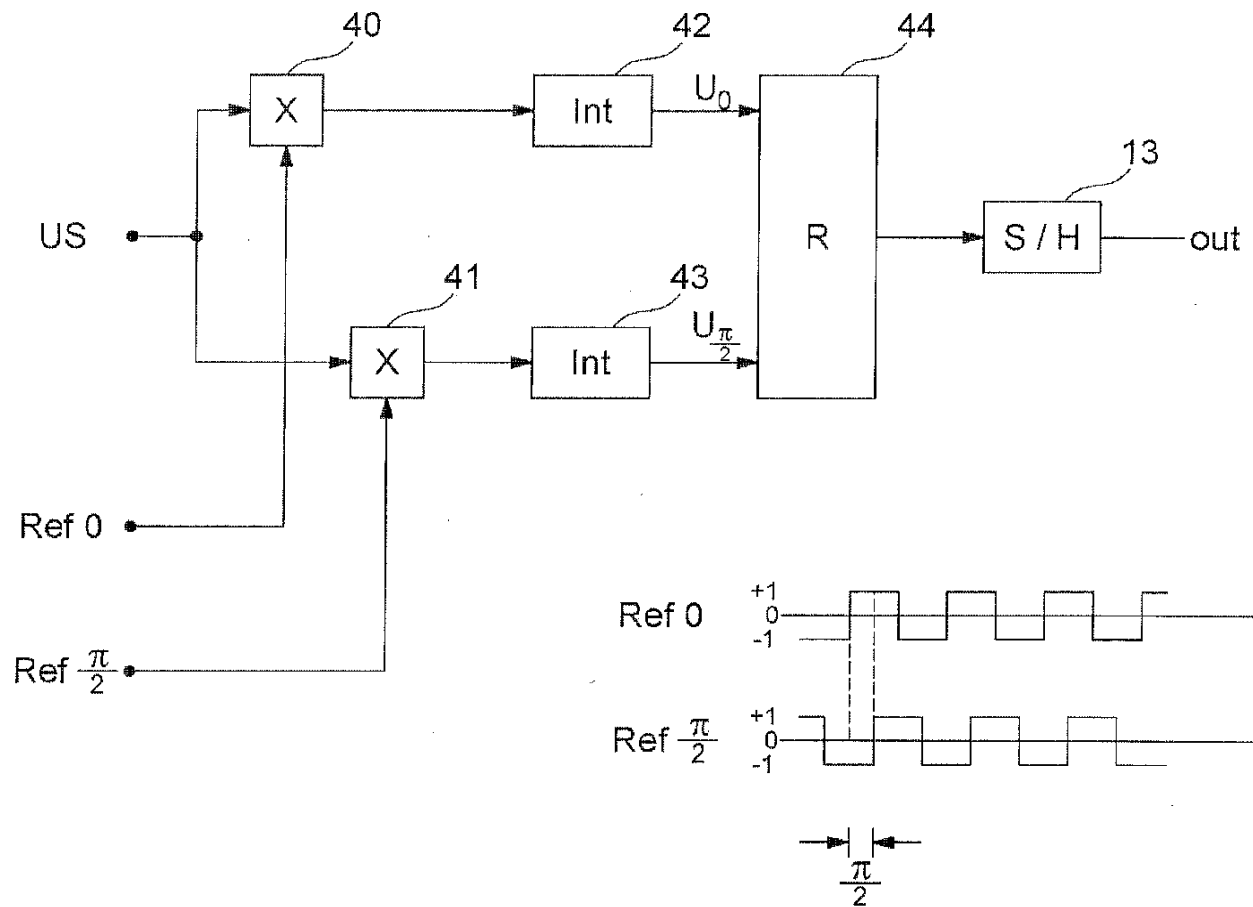 40
42
44
X
Int
U₀
13
US
R
S / H
out
41
43
X
Int
U π/2
Ref 0
Ref π/2
Ref 0
+1
0
-1
Ref π/2
+1
0
-1
π/2